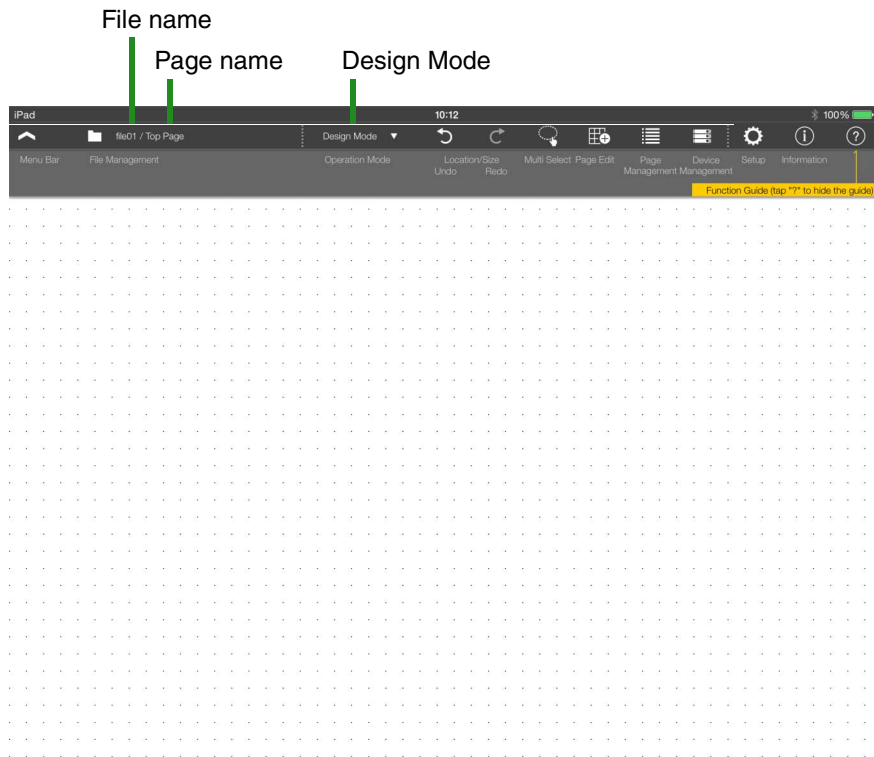 File name
Page name Design Mode
iPad 10:12 100%
file01 / Top Page Design Mode ▼ ?
Menu Bar File Management Operation Mode Location/Size Multi Select Page Edit Page Device Setup Information
Undo Redo Management Management
Function Guide (tap "?" to hide the guide)